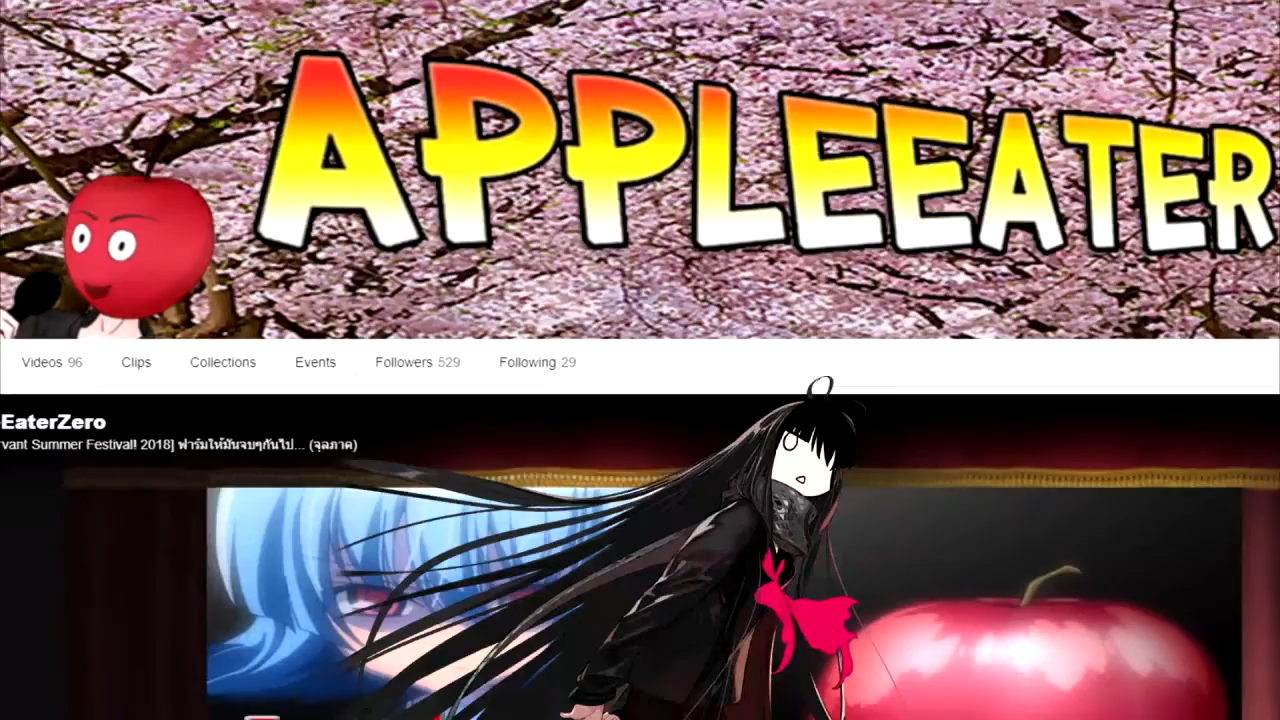 APPLEEATER
Videos 96 Clips Collections Events Followers 529 Following 29
EaterZero
vant Summer Festival! 2018] ฟาร์มให้มันจบๆกันไป... (จุลภาค)